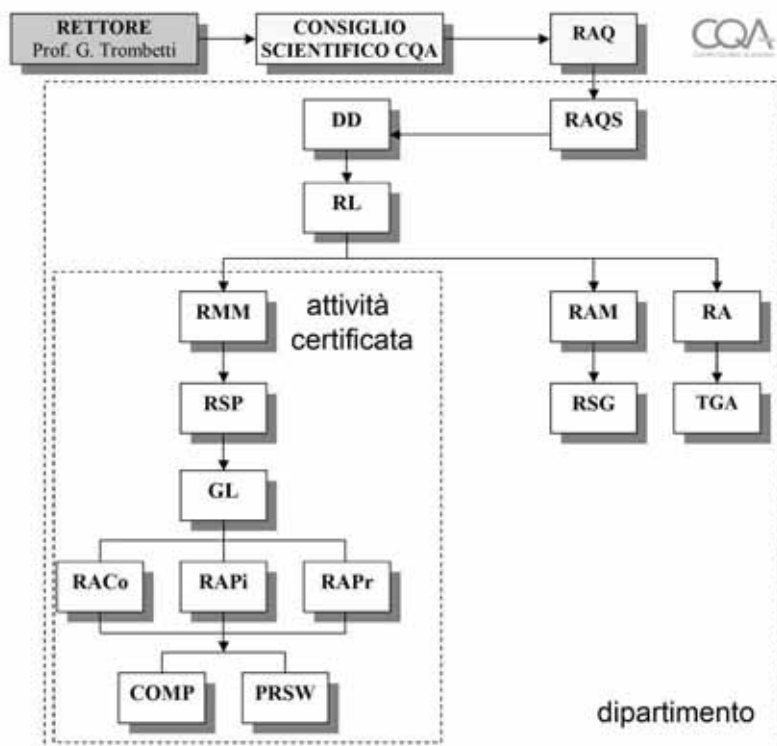 RETTORE
Prof. G. Trombetti
CONSIGLIO
SCIENTIFICO CQA
RAQ
CQA
DD
RAQS
RL
RMM
attività
certificata
RAM
RA
RSP
RSG
TGA
GL
RACo
RAPi
RAPr
COMP
PRSW
dipartimento